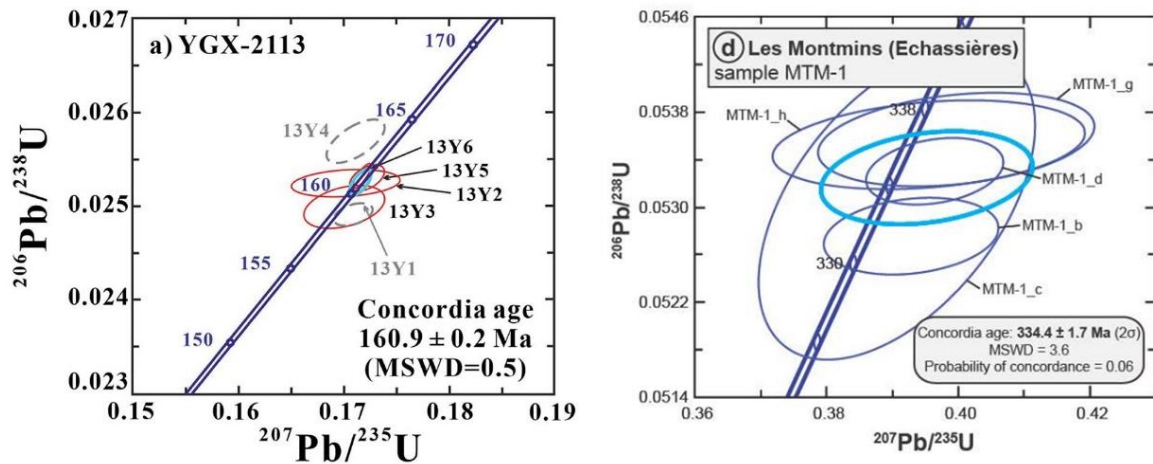 a) YGX-2113
0.027
0.026
0.025
0.024
0.023
²⁰⁶Pb/²³⁸U
170
165
160
155
150
13Y4
13Y6
13Y5
13Y2
13Y3
13Y1
Concordia age
160.9 ± 0.2 Ma
(MSWD=0.5)
0.15
0.16
0.17
0.18
0.19
²⁰⁷Pb/²³⁵U
d Les Montmins (Echassières)
sample MTM-1
0.0546
0.0538
0.0530
0.0522
0.0514
²⁰⁶Pb/²³⁸U
MTM-1_g
MTM-1_h
338
MTM-1_d
MTM-1_b
330
MTM-1_c
Concordia age: 334.4 ± 1.7 Ma (2σ)
MSWD = 3.6
Probability of concordance = 0.06
0.36
0.38
0.40
0.42
²⁰⁷Pb/²³⁵U